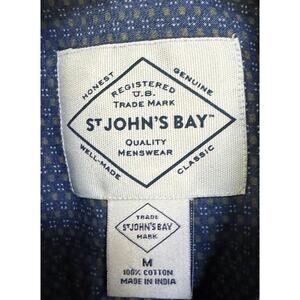 HONEST
GENUINE
REGISTERED
U.S.
TRADE MARK
ST JOHN'S BAY™
QUALITY
MENSWEAR
WELL-MADE
CLASSIC
TRADE
ST JOHN'S BAY
MARK
M
100% COTTON
MADE IN INDIA